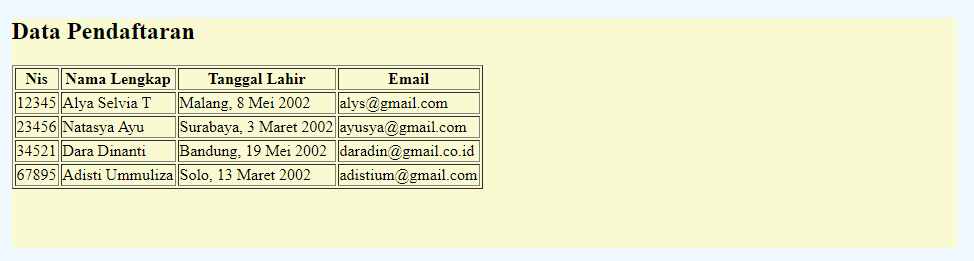 Data Pendaftaran
Nis Nama Lengkap Tanggal Lahir Email
12345 Alya Selvia T Malang, 8 Mei 2002 alys@gmail.com
23456 Natasya Ayu Surabaya, 3 Maret 2002 ayusya@gmail.com
34521 Dara Dinanti Bandung, 19 Mei 2002 daradin@gmail.co.id
67895 Adisti Ummuliza Solo, 13 Maret 2002 adistium@gmail.com